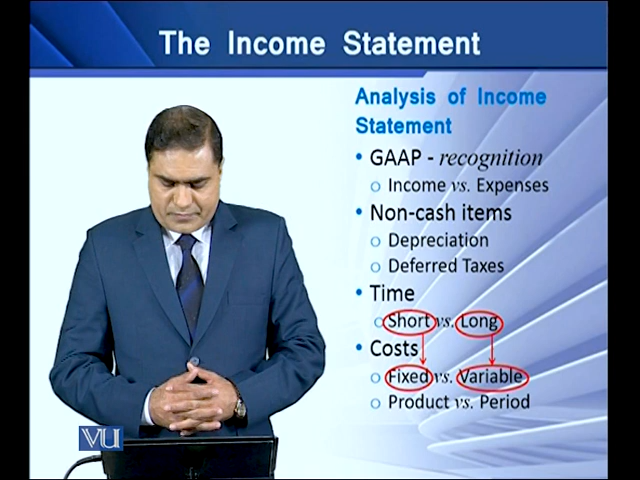 The Income Statement
Analysis of Income
Statement
• GAAP - recognition
o Income vs. Expenses
• Non-cash items
o Depreciation
o Deferred Taxes
• Time
o Short vs. Long
• Costs
o Fixed vs. Variable
o Product vs. Period
VU